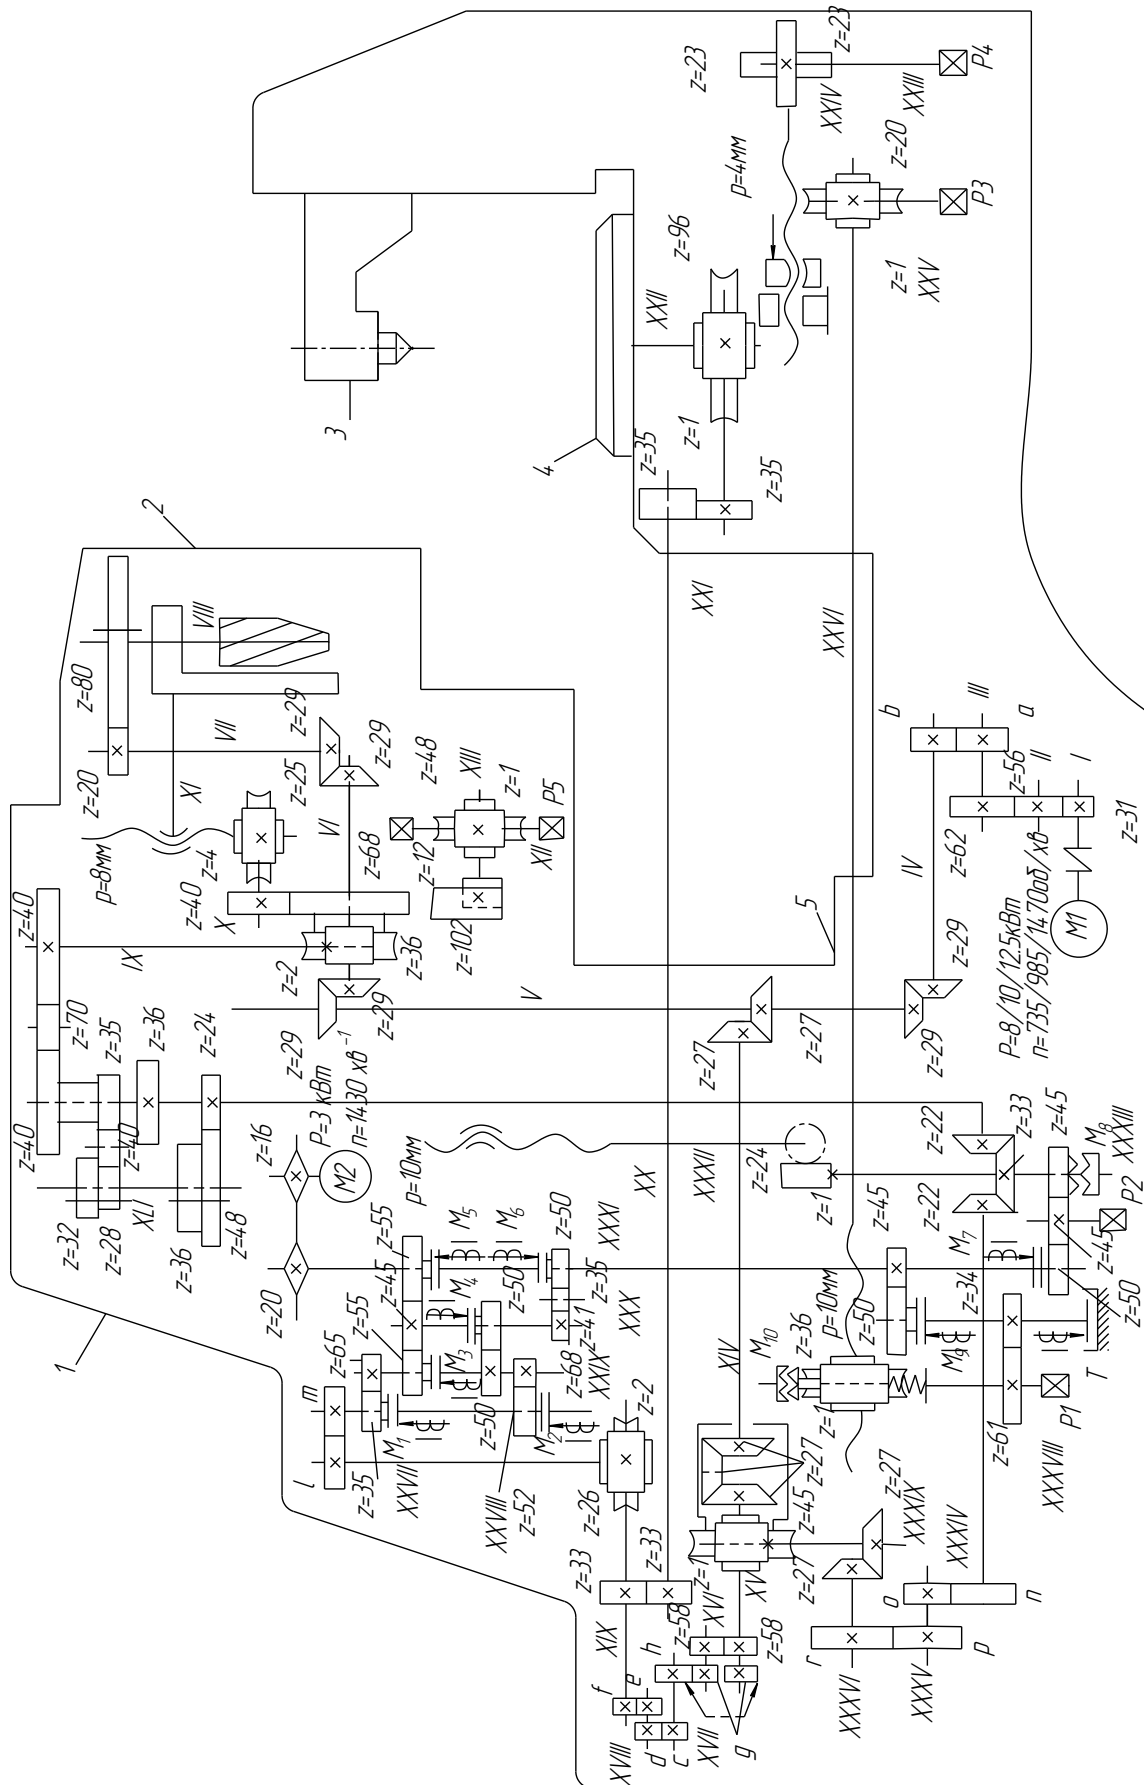 z=23
z=23
P4
XXIV
XXIII
z=20
p=4мм
P3
z=96
z=1
XXV
XXII
3
z=1
4
z=35
z=35
2
XXI
XXVI
VIII
z=80
z=29
VII
z=20
z=25
z=29
XI
z=48
XIII
z=1
P5
b
III
a
z=56
II
I
VI
p=8мм
z=4
z=68
z=12
XII
z=31
z=40
z=40
X
z=62
IV
5
M1
IX
z=2
z=36
z=102
z=29
P=8/10/12.5кВт
n=735/985/1470об/хв
V
z=70
z=35
z=36
z=24
z=29
z=29
z=27
z=27
z=29
P=3 кВт
n=1430 хв⁻¹
z=40
z=40
z=16
M2
p=10мм
z=22
z=33
z=45
M8
XXXIII
XLI
z=32
z=28
z=36
z=48
XX
XXXII
z=24
z=1
z=22
P2
z=55
M5
M6
z=50
XXXI
z=45
M7
z=45
z=20
z=45
M4
z=50
z=35
z=34
z=50
1
z=55
z=65
M3
z=41
XXX
p=10мм
z=50
M10
z=36
M9
XIV
T
z=68
XXIX
m
z=50
M2
z=2
z=1
P1
M1
z=61
l
z=35
XXVII
XXVIII
z=52
z=26
z=27
z=27
z=45
XXXVIII
XXXIX
XXXIV
z=33
z=33
z=1
XV
z=27
o
n
XIX
XVI
z=58
z=58
h
r
p
f
e
XVIII
d
c
XVII
g
XXXVI
XXXV